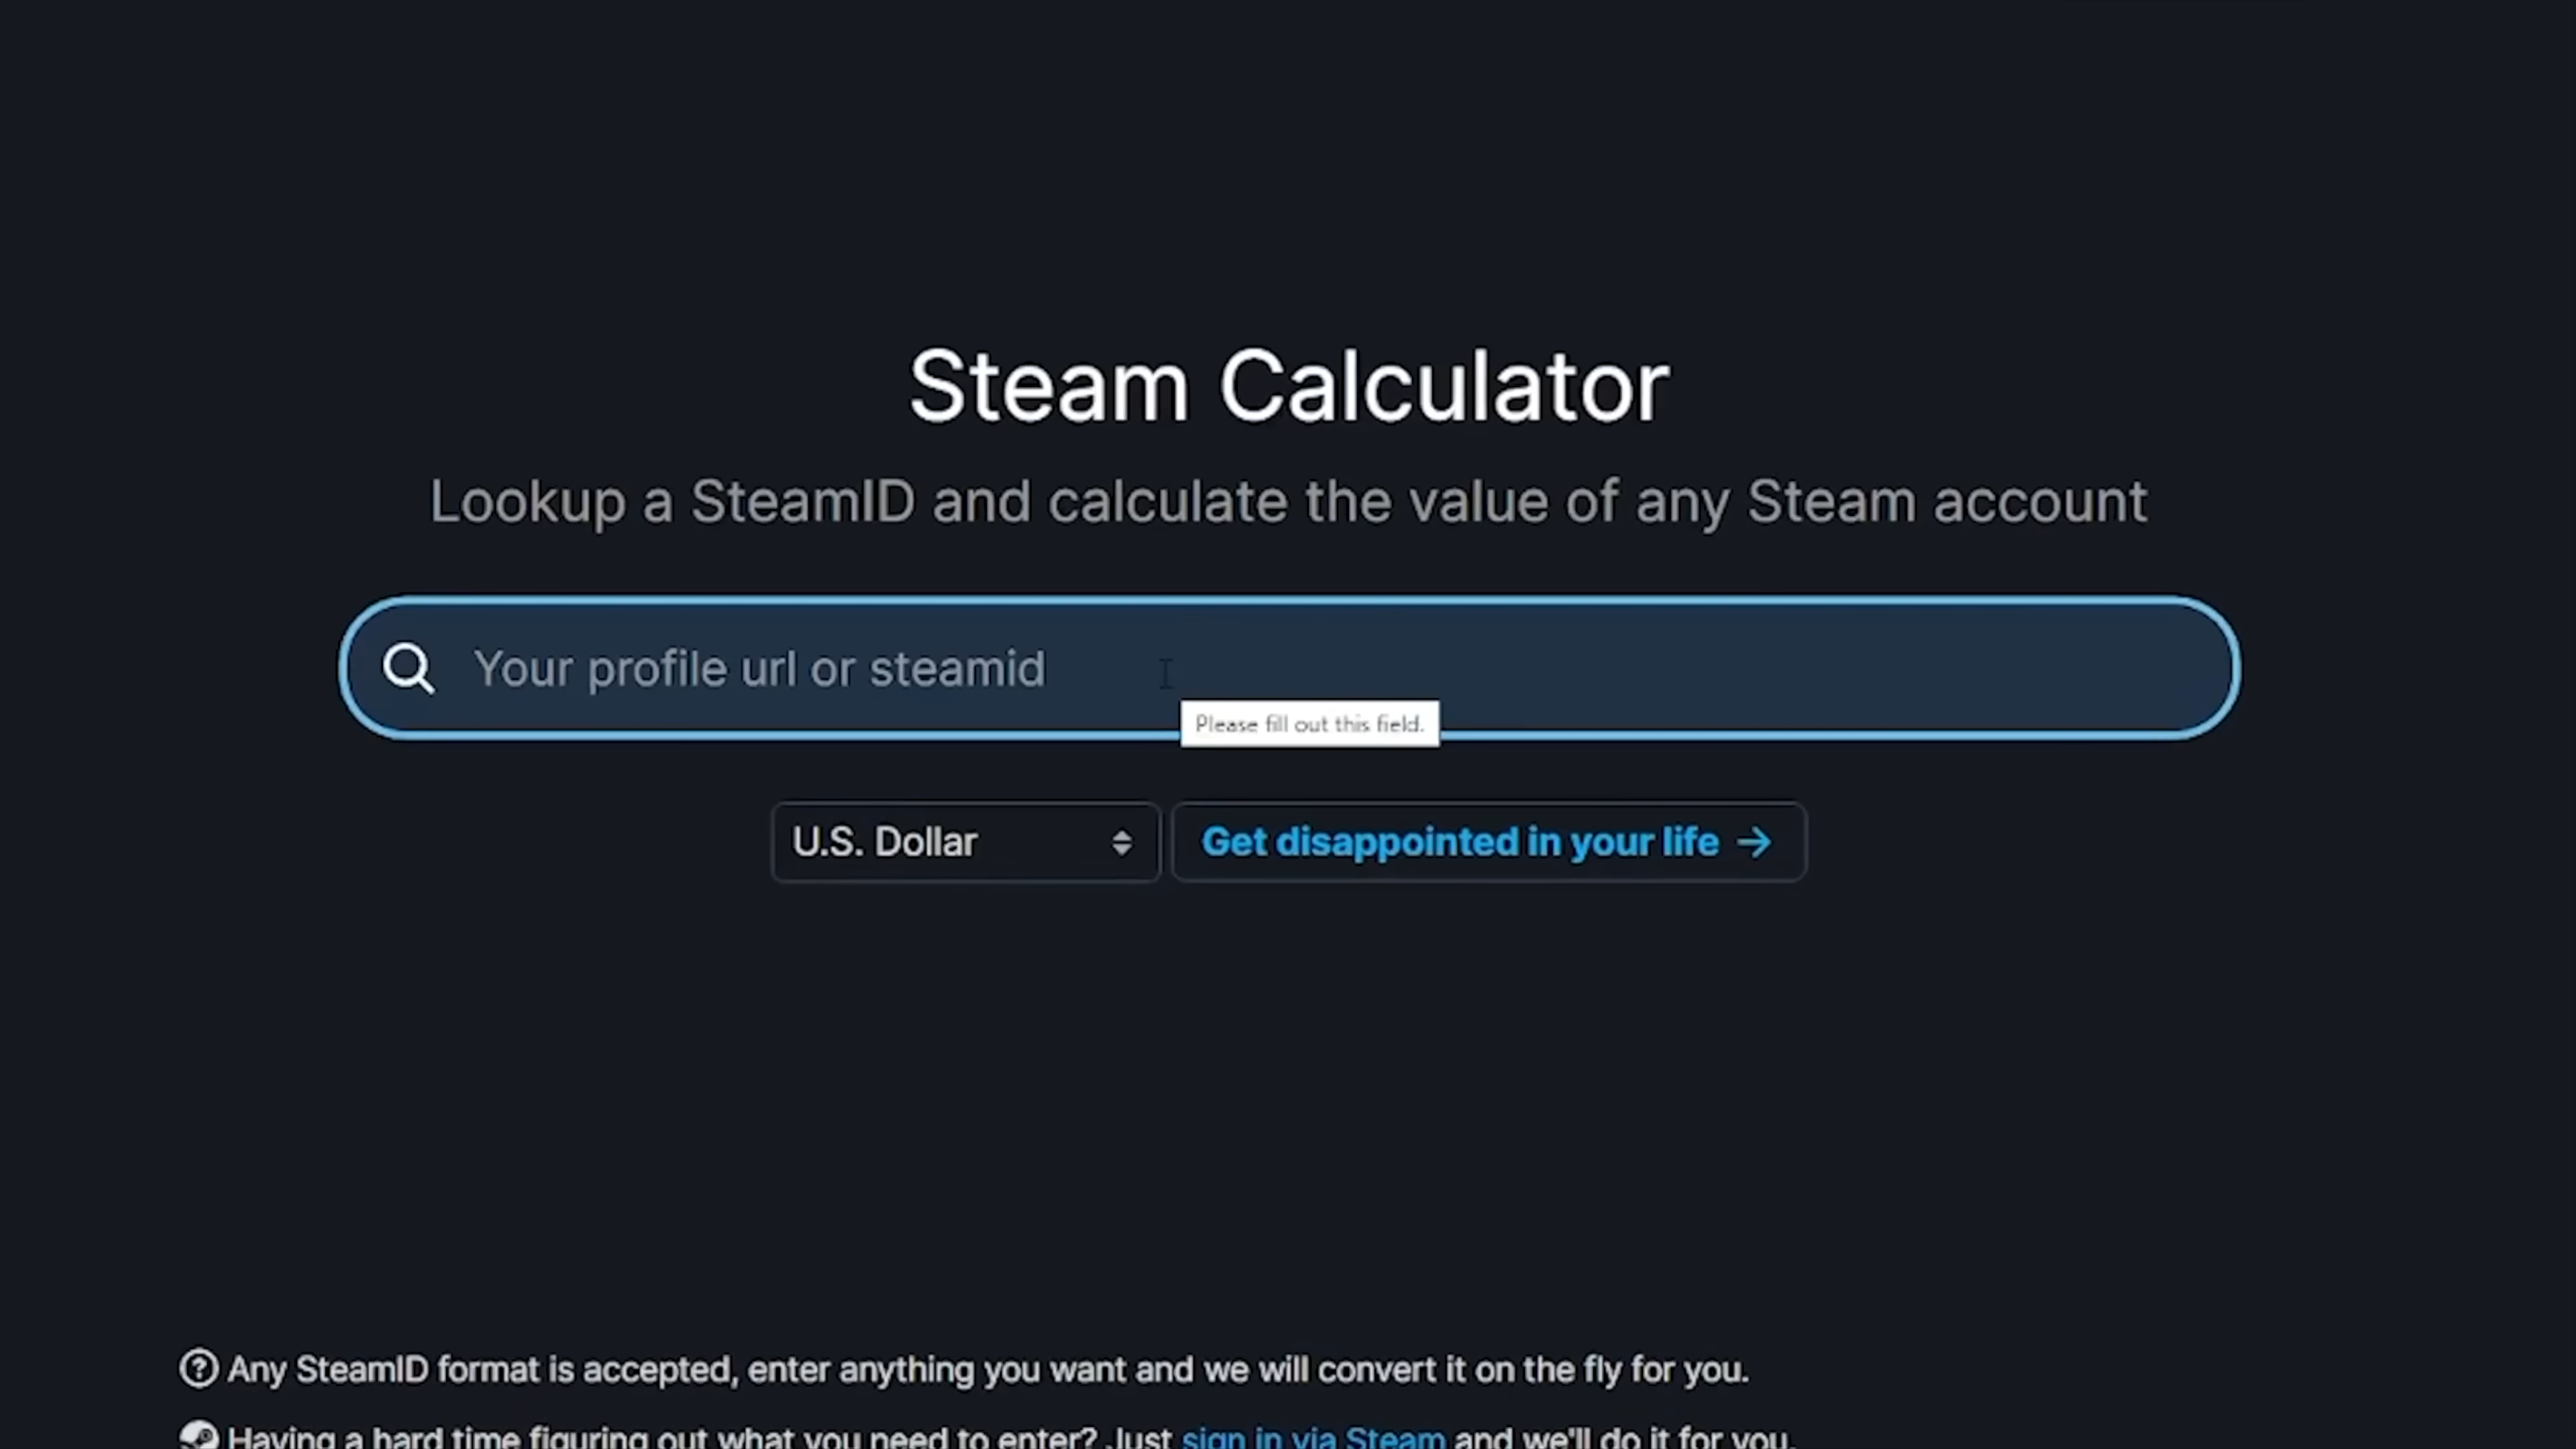 Steam Calculator
Lookup a SteamID and calculate the value of any Steam account
Your profile url or steamid
Please fill out this field.
U.S. Dollar
Get disappointed in your life →
Any SteamID format is accepted, enter anything you want and we will convert it on the fly for you.
Having a hard time figuring out what you need to enter? Just sign in via Steam and we'll do it for you.